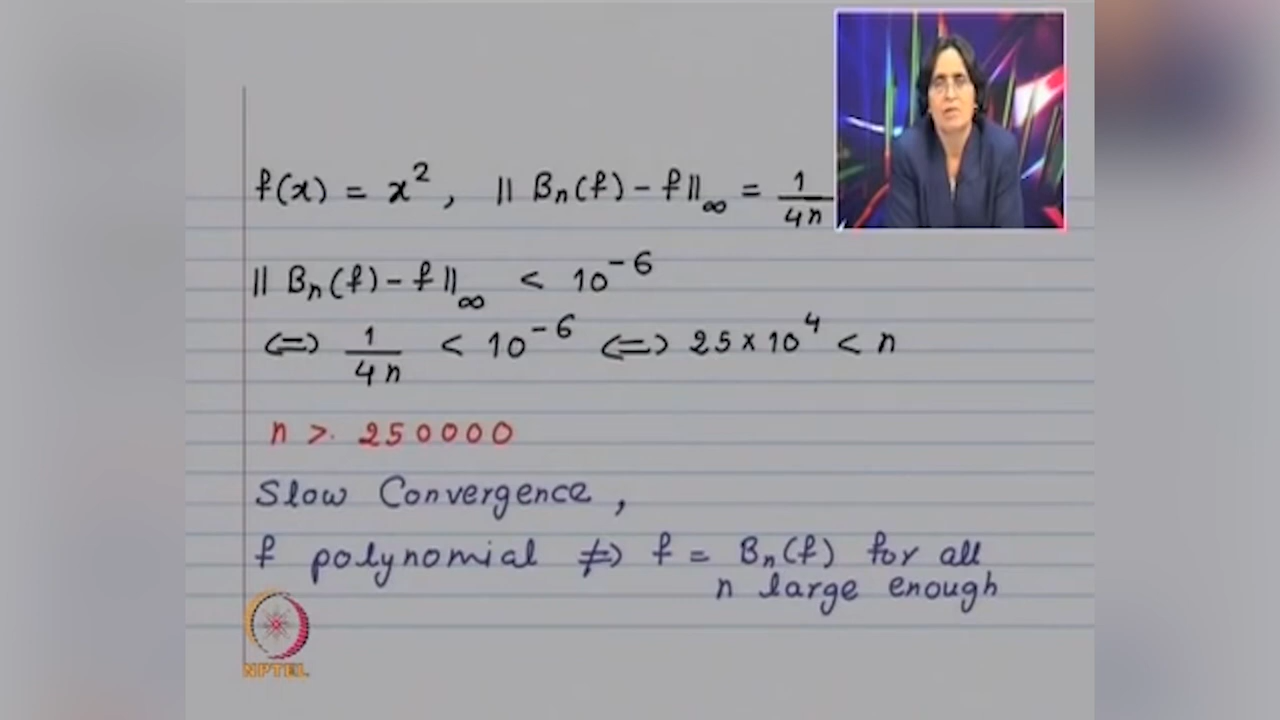 f(x) = x², || Bₙ(f) - f ||∞ = 1/4n
|| Bₙ(f) - f ||∞ < 10⁻⁶
⇔ 1/4n < 10⁻⁶ ⇔ 25 × 10⁴ < n
n > 250000
Slow Convergence,
f polynomial ⇏ f = Bₙ(f) for all
n large enough
NPTEL